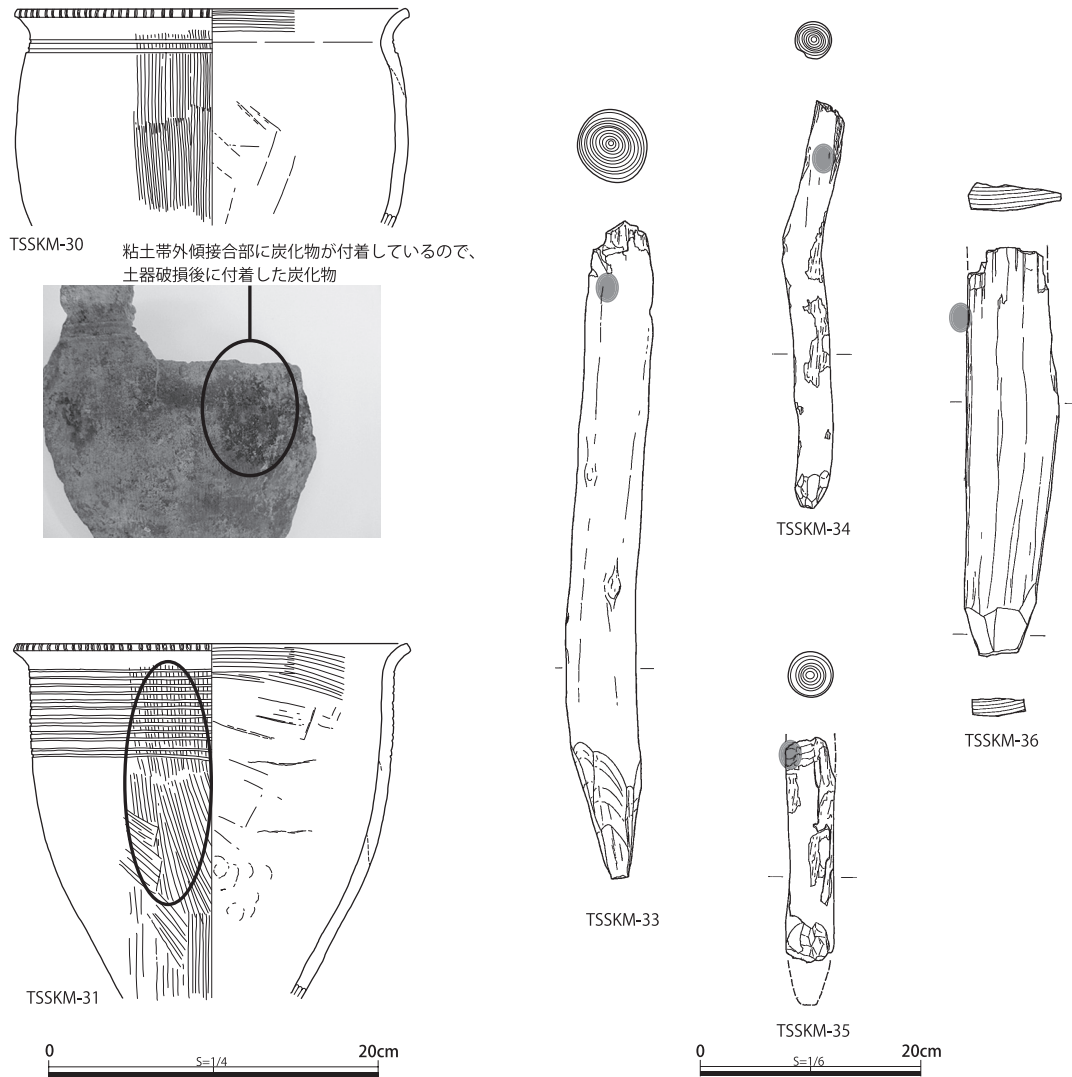 TSSKM-30
粘土帯外傾接合部に炭化物が付着しているので、
土器破損後に付着した炭化物
TSSKM-31
0 S=1/4 20cm
TSSKM-33
TSSKM-34
TSSKM-35
TSSKM-36
0 S=1/6 20cm